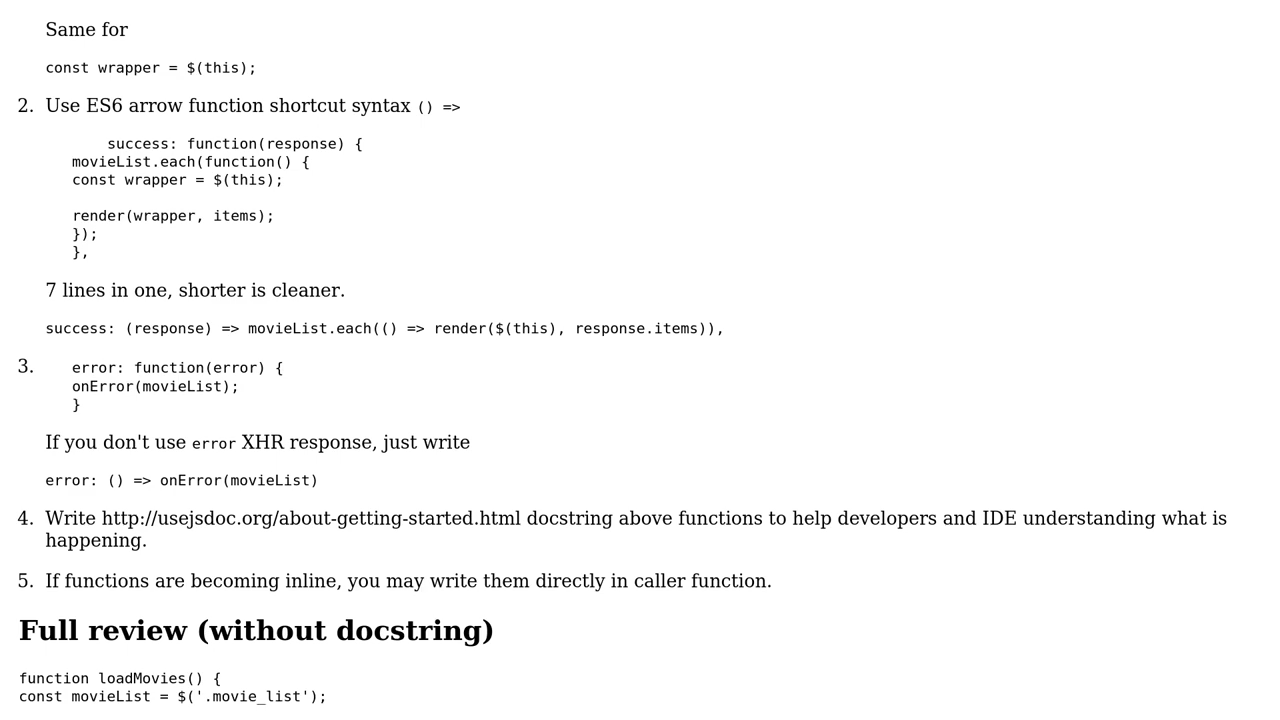 Same for
const wrapper = $(this);
2. Use ES6 arrow function shortcut syntax () =>
success: function(response) {
movieList.each(function() {
const wrapper = $(this);
render(wrapper, items);
});
},
7 lines in one, shorter is cleaner.
success: (response) => movieList.each(() => render($(this), response.items)),
3. error: function(error) {
onError(movieList);
}
If you don't use error XHR response, just write
error: () => onError(movieList)
4. Write http://usejsdoc.org/about-getting-started.html docstring above functions to help developers and IDE understanding what is
happening.
5. If functions are becoming inline, you may write them directly in caller function.
Full review (without docstring)
function loadMovies() {
const movieList = $('.movie_list');